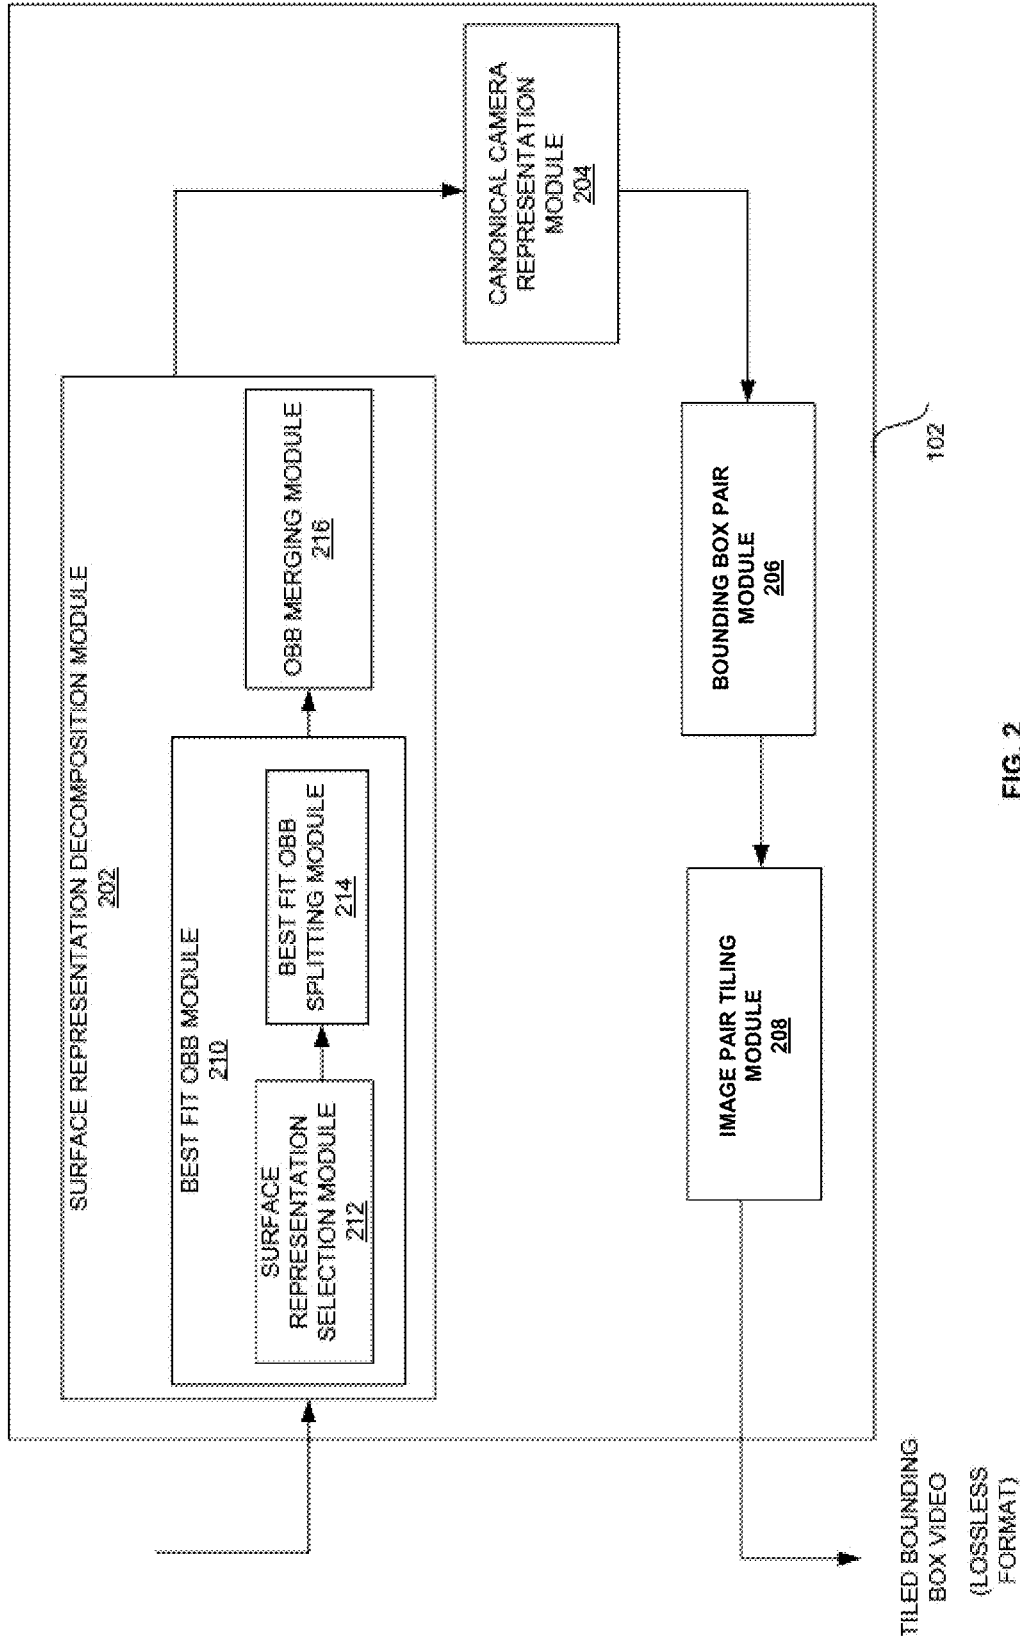 SURFACE REPRESENTATION DECOMPOSITION MODULE
202
BEST FIT OBB MODULE
210
SURFACE
REPRESENTATION
SELECTION MODULE
212
BEST FIT OBB
SPLITTING MODULE
214
OBB MERGING MODULE
216
CANONICAL CAMERA
REPRESENTATION
MODULE
204
BOUNDING BOX PAIR
MODULE
206
IMAGE PAIR TILING
MODULE
208
102
TILED BOUNDING
BOX VIDEO
(LOSSLESS
FORMAT)
FIG. 2